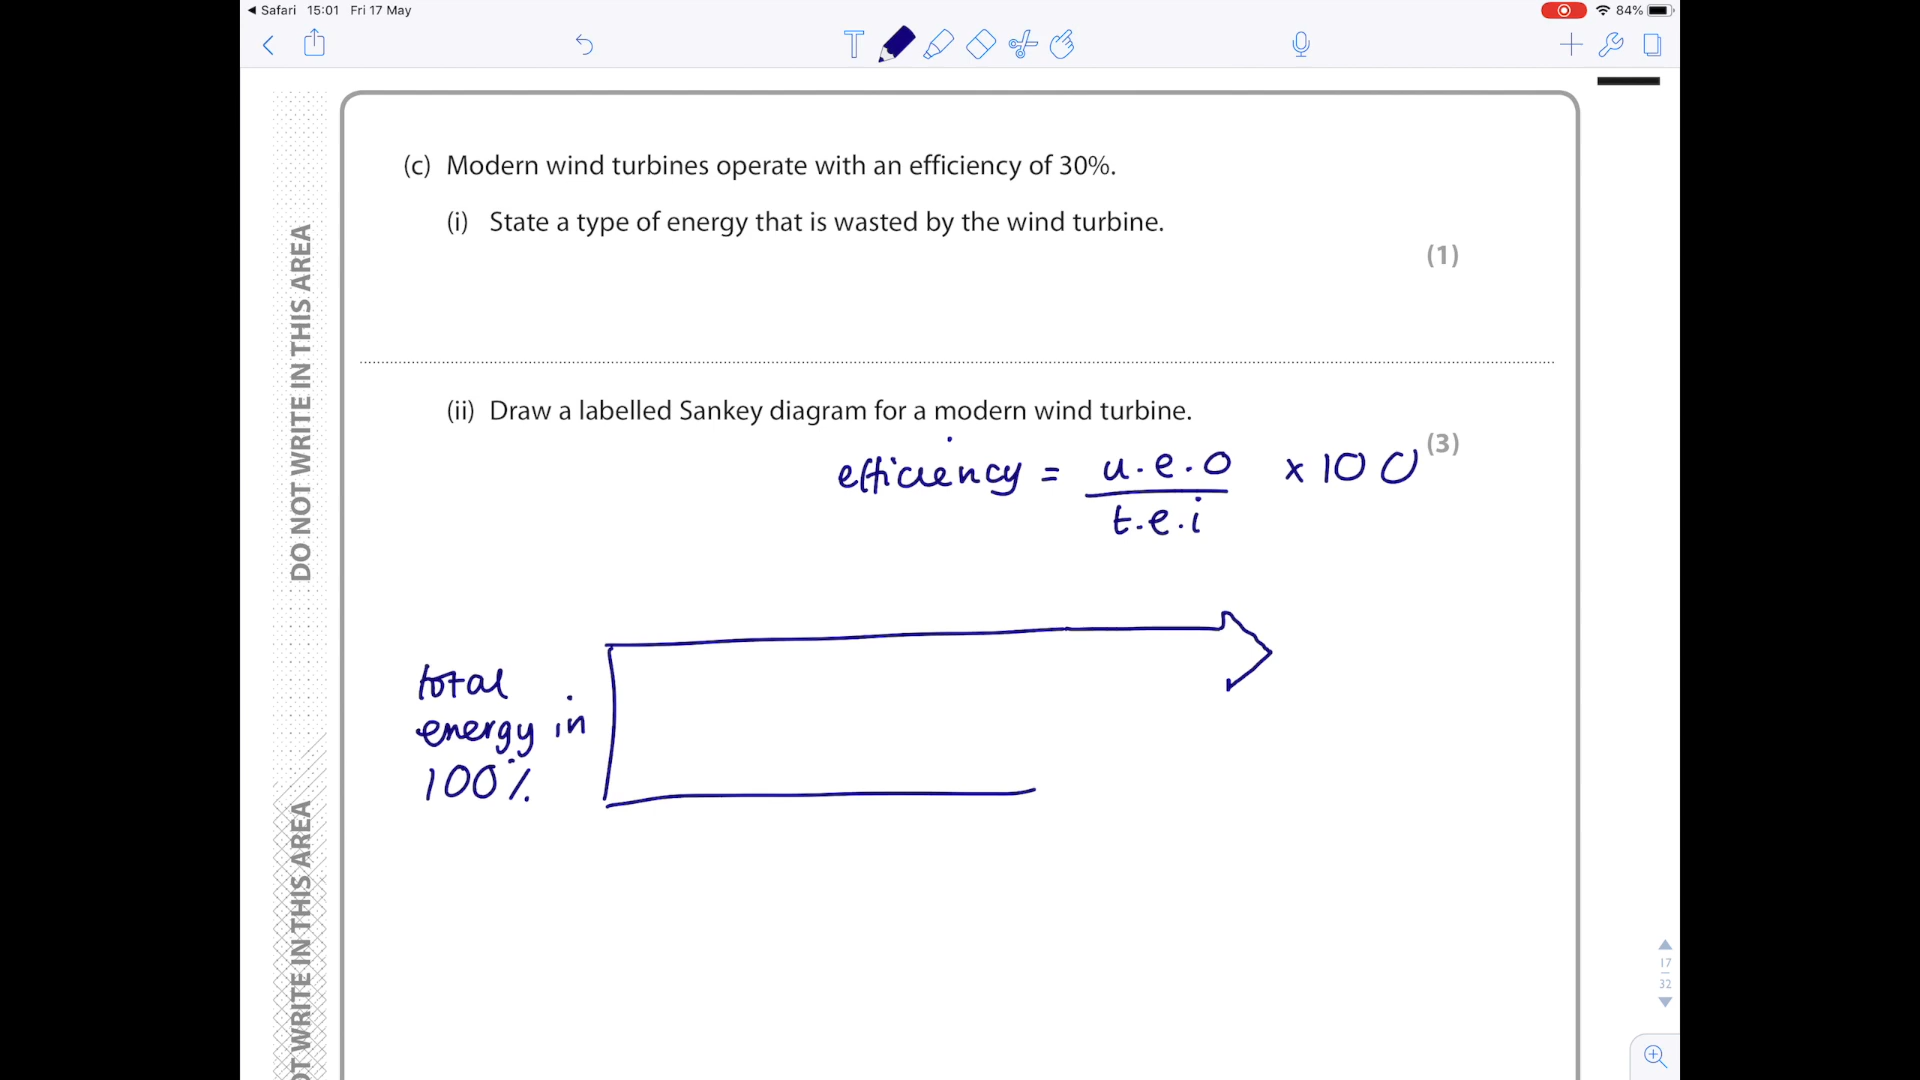 Safari 15:01 Fri 17 May 84%
T
(c) Modern wind turbines operate with an efficiency of 30%.
(i) State a type of energy that is wasted by the wind turbine.
(1)
(ii) Draw a labelled Sankey diagram for a modern wind turbine.
(3)
efficiency = u.e.o x 100
t.e.i
total
energy in
100%
DO NOT WRITE IN THIS AREA
OT WRITE IN THIS AREA
17
32